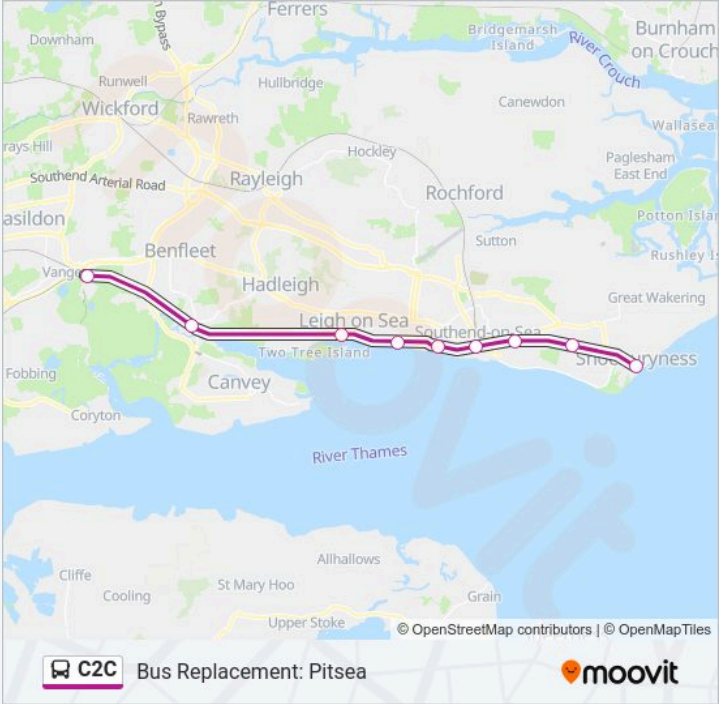 Ferrers
n Bypass
Downham
Bridgemarsh
Island
River Crouch
Burnham
on Crouch
Runwell
Hullbridge
Wickford
Canewdon
Rawreth
Wallasea
rays Hill
Hockley
Paglesham
East End
Southend Arterial Road
Rayleigh
Rochford
asildon
Potton Islan
Sutton
Benfleet
Rushley Is
Vange
Hadleigh
Great Wakering
Leigh on Sea
Southend-on-Sea
Two Tree Island
Shoeburyness
Fobbing
Canvey
Coryton
River Thames
Allhallows
Cliffe
St Mary Hoo
Cooling
Grain
Upper Stoke
© OpenStreetMap contributors | © OpenMapTiles
C2C Bus Replacement: Pitsea
moovit